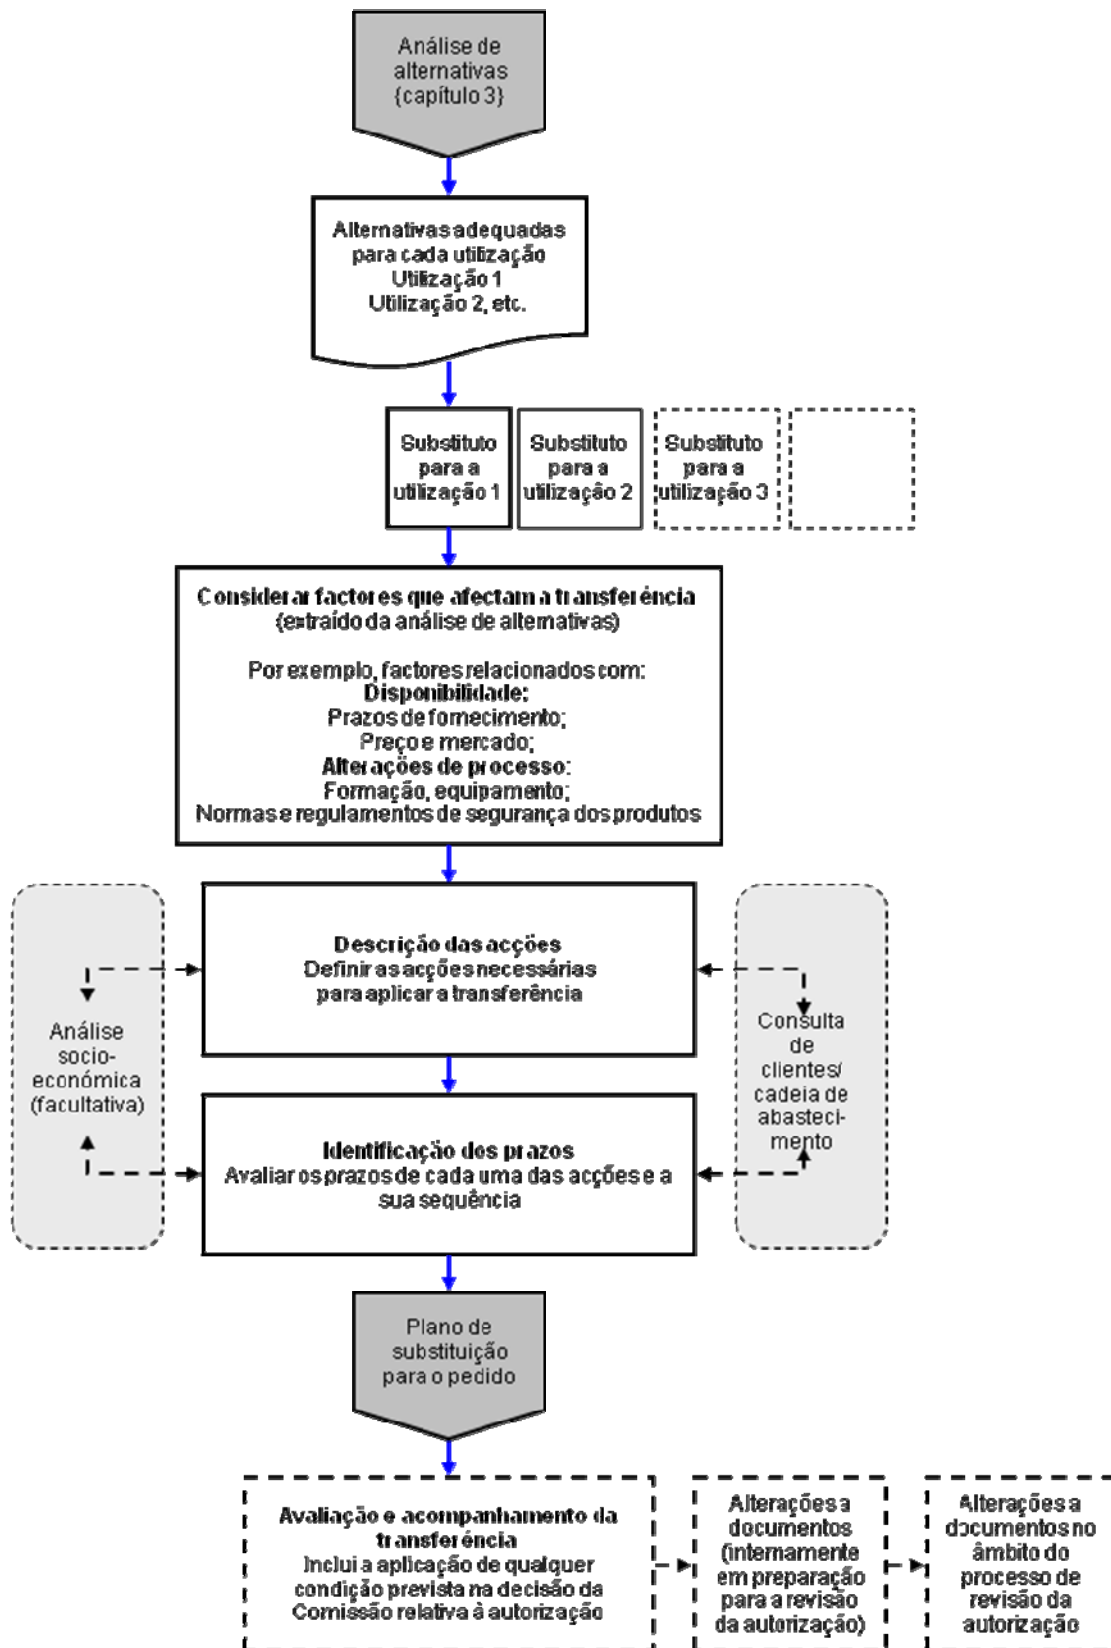 Análise de
alternativas
{capítulo 3}
Alternativas adequadas
para cada utilização
Utilização 1
Utilização 2, etc.
Substituto
para a
utilização 1
Substituto
para a
utilização 2
Substituto
para a
utilização 3
Considerar factores que afectam a transferência
(extraído da análise de alternativas)
Por exemplo, factores relacionados com:
Disponibilidade:
Prazos de fornecimento;
Preço e mercado;
Alterações de processo:
Formação, equipamento;
Normas e regulamentos de segurança dos produtos
Descrição das acções
Definir as acções necessárias
para aplicar a transferência
Análise
socio-
económica
(facultativa)
Consulta
de
clientes/
cadeia de
abasteci-
mento
Identificação dos prazos
Avaliar os prazos de cada uma das acções e a
sua sequência
Plano de
substituição
para o pedido
Avaliação e acompanhamento da
transferência
Inclui a aplicação de qualquer
condição prevista na decisão da
Comissão relativa à autorização
Alterações a
documentos
(internamente
em preparação
para a revisão
da autorização)
Alterações a
documentos no
âmbito do
processo de
revisão da
autorização